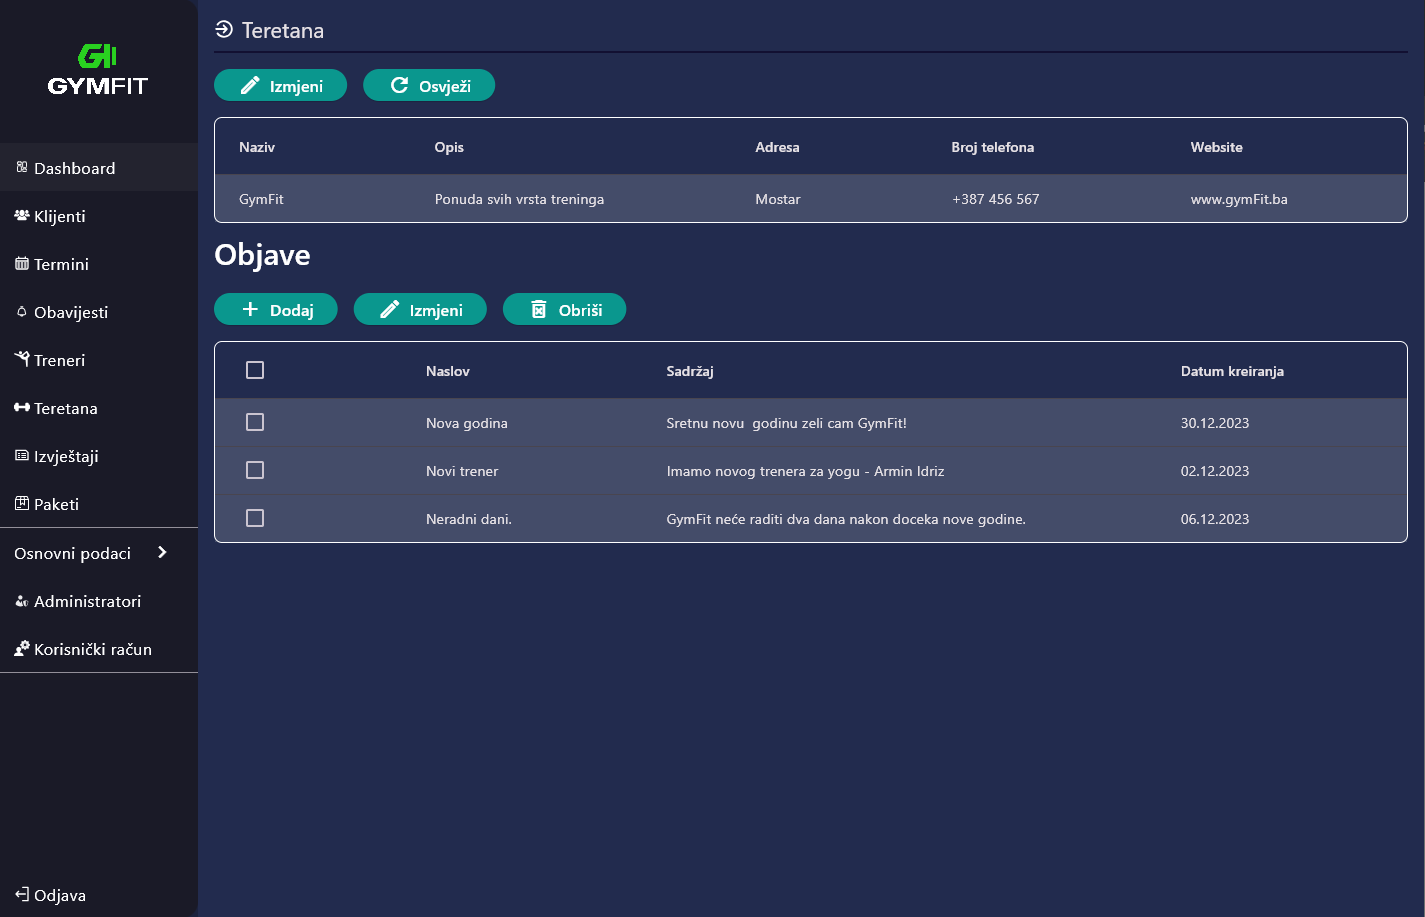 GYMFIT
Dashboard
Klijenti
Termini
Obavijesti
Treneri
Teretana
Izvještaji
Paketi
Osnovni podaci
Administratori
Korisnički račun
Odjava
Teretana
Izmjeni Osvježi
Naziv Opis Adresa Broj telefona Website
GymFit Ponuda svih vrsta treninga Mostar +387 456 567 www.gymFit.ba
Objave
Dodaj Izmjeni Obriši
Naslov Sadržaj Datum kreiranja
Nova godina Sretnu novu  godinu zeli cam GymFit! 30.12.2023
Novi trener Imamo novog trenera za yogu - Armin Idriz 02.12.2023
Neradni dani. GymFit neće raditi dva dana nakon doceka nove godine. 06.12.2023